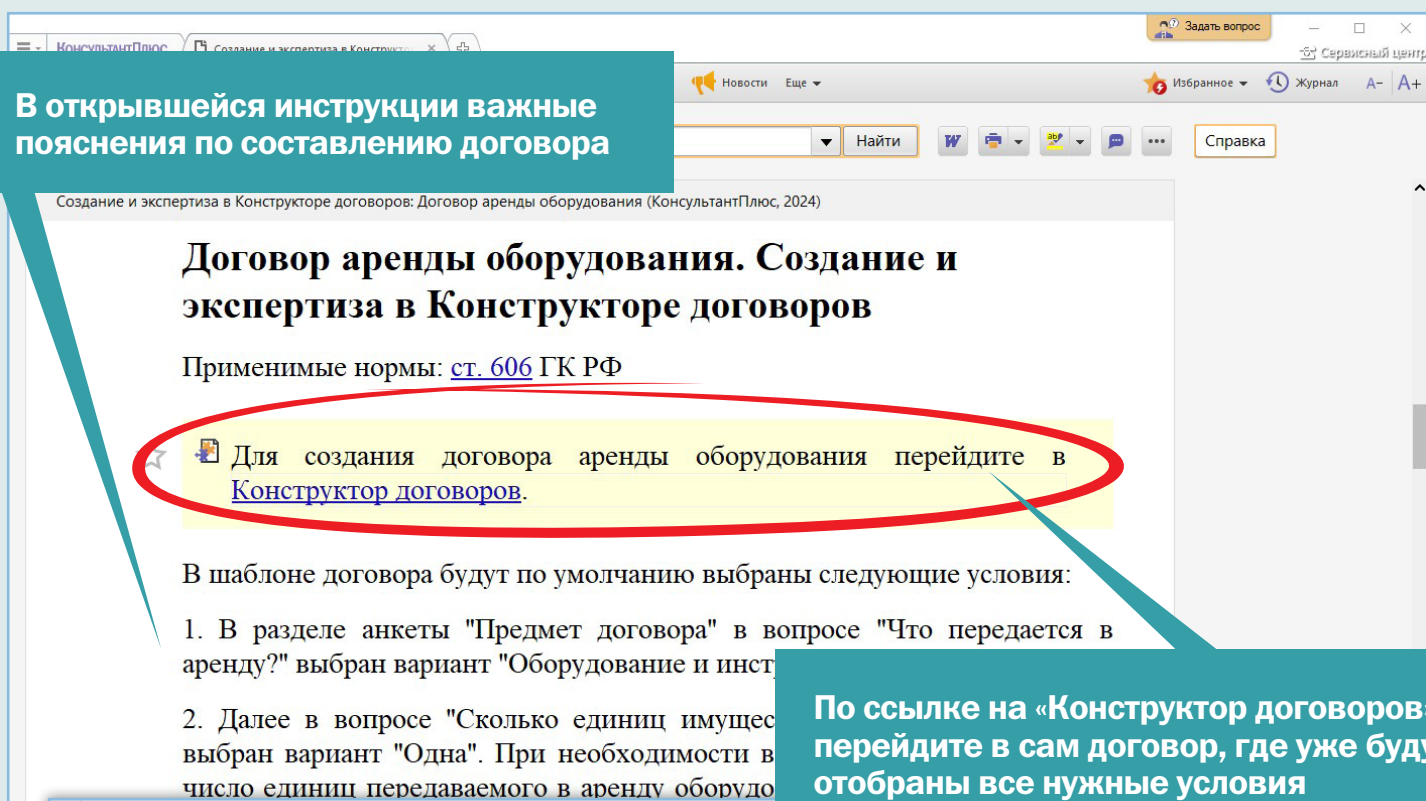 Задать вопрос
КонсультантПлюс
Создание и экспертиза в Конструкто
Сервисный центр
В открывшейся инструкции важные
пояснения по составлению договора
Новости Еще
Избранное Журнал A- A+
Найти
W
Справка
Создание и экспертиза в Конструкторе договоров: Договор аренды оборудования (КонсультантПлюс, 2024)
Договор аренды оборудования. Создание и
экспертиза в Конструкторе договоров
Применимые нормы: ст. 606 ГК РФ
Для создания договора аренды оборудования перейдите в
Конструктор договоров.
В шаблоне договора будут по умолчанию выбраны следующие условия:
1. В разделе анкеты "Предмет договора" в вопросе "Что передается в
аренду?" выбран вариант "Оборудование и инст
2. Далее в вопросе "Сколько единиц имущес
выбран вариант "Одна". При необходимости в
число единиц передаваемого в аренду оборудо
По ссылке на «Конструктор договоров»
перейдите в сам договор, где уже буду
отобраны все нужные условия